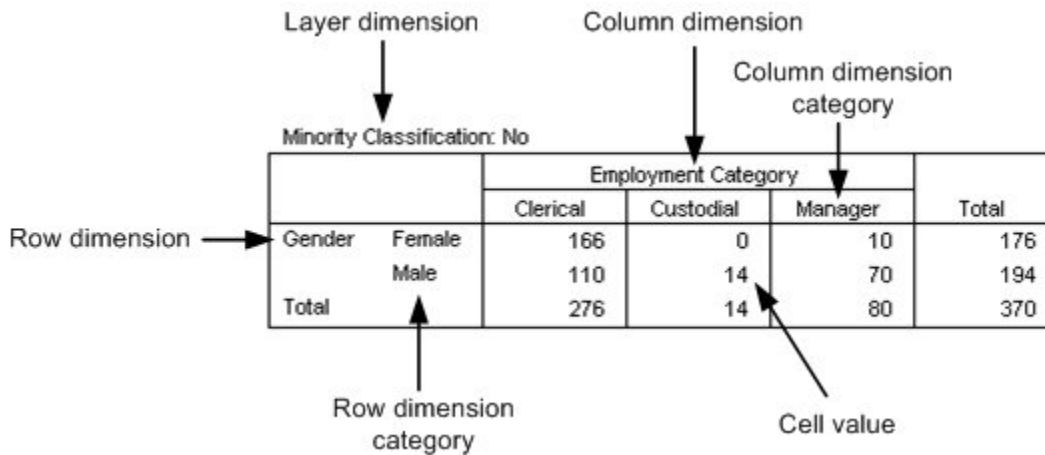 Layer dimension
Column dimension
Column dimension
category
Minority Classification: No
Employment Category
Clerical Custodial Manager Total
Row dimension
Gender Female 166 0 10 176
Male 110 14 70 194
Total 276 14 80 370
Row dimension
category
Cell value